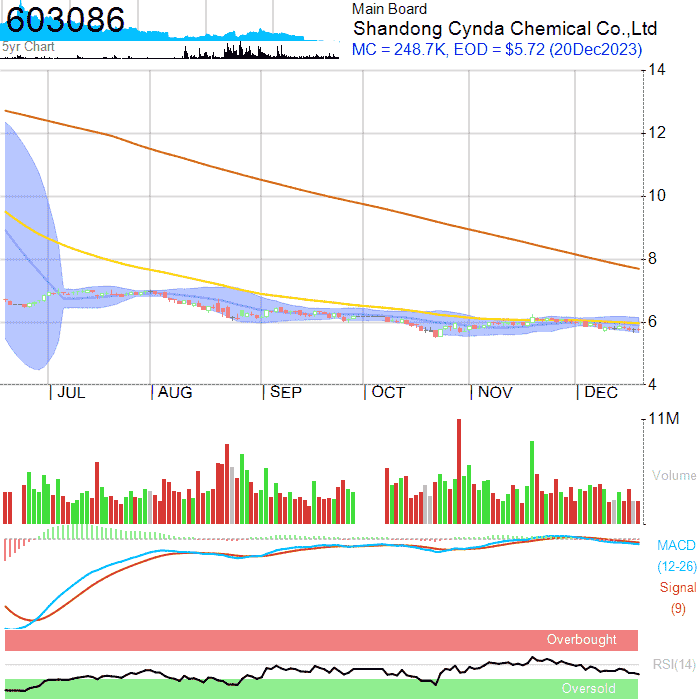 603086
5yr Chart
Main Board
Shandong Cynda Chemical Co.,Ltd
MC = 248.7K, EOD = $5.72 (20Dec2023)
14
12
10
8
6
4
JUL
AUG
SEP
OCT
NOV
DEC
11M
Volume
MACD
(12-26)
Signal
(9)
Overbought
RSI(14)
Oversold